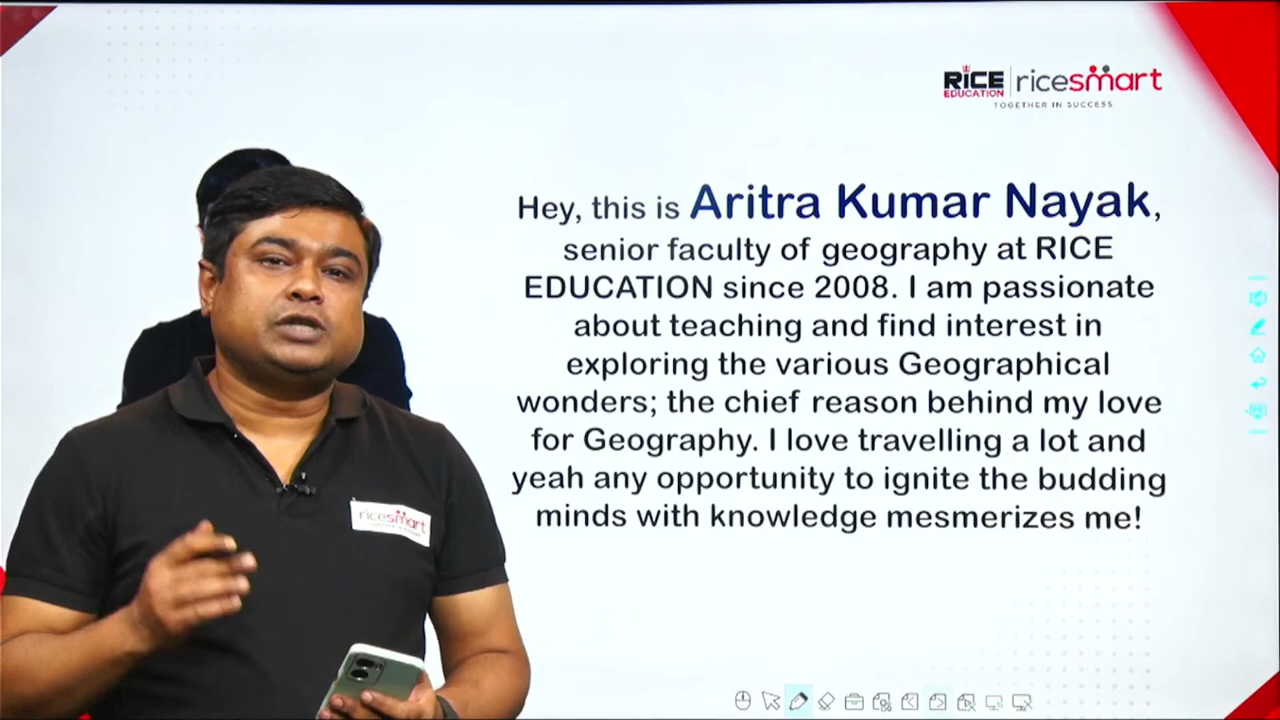 RICE EDUCATION | ricesmart
TOGETHER IN SUCCESS
Hey, this is Aritra Kumar Nayak,
senior faculty of geography at RICE
EDUCATION since 2008. I am passionate
about teaching and find interest in
exploring the various Geographical
wonders; the chief reason behind my love
for Geography. I love travelling a lot and
yeah any opportunity to ignite the budding
minds with knowledge mesmerizes me!
ricesmart